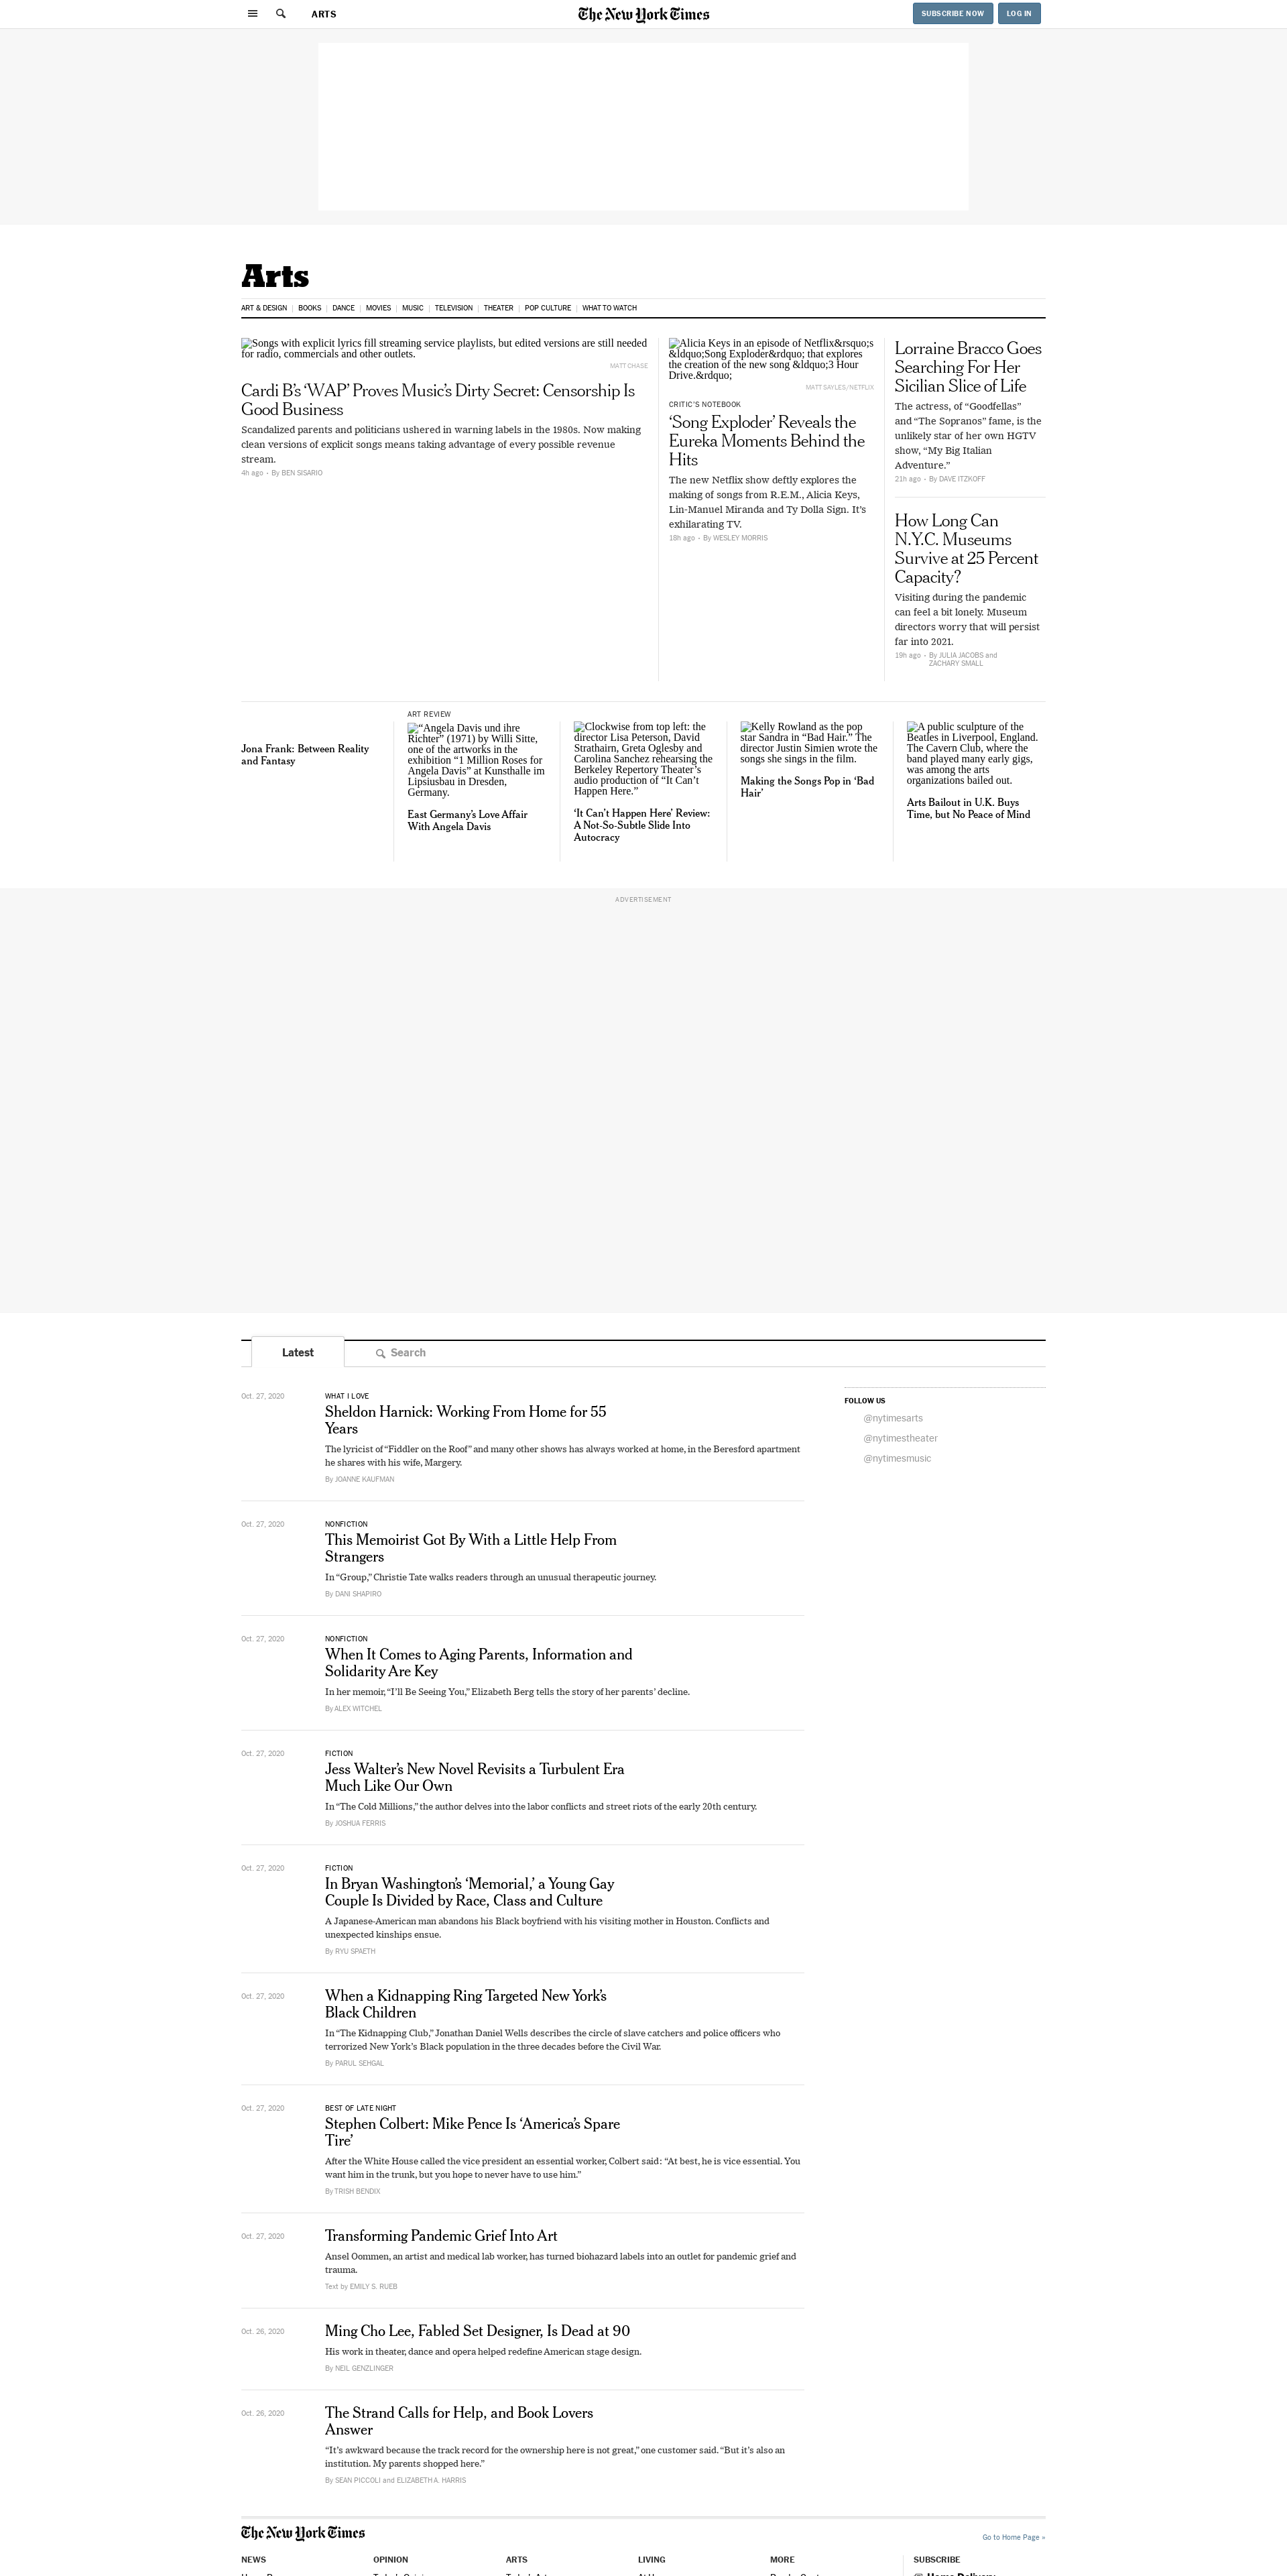 ARTS
The New York Times
SUBSCRIBE NOW
LOG IN
Arts
ART & DESIGN | BOOKS | DANCE | MOVIES | MUSIC | TELEVISION | THEATER | POP CULTURE | WHAT TO WATCH
Songs with explicit lyrics fill streaming service playlists, but edited versions are still needed
for radio, commercials and other outlets.
MATT CHASE
Cardi B’s ‘WAP’ Proves Music’s Dirty Secret: Censorship Is
Good Business
Scandalized parents and politicians ushered in warning labels in the 1980s. Now making
clean versions of explicit songs means taking advantage of every possible revenue
stream.
4h ago - By BEN SISARIO
Alicia Keys in an episode of Netflix&rsquo;s
&ldquo;Song Exploder&rdquo; that explores
the creation of the new song &ldquo;3 Hour
Drive.&rdquo;
MATT SAYLES/NETFLIX
CRITIC’S NOTEBOOK
‘Song Exploder’ Reveals the
Eureka Moments Behind the
Hits
The new Netflix show deftly explores the
making of songs from R.E.M., Alicia Keys,
Lin-Manuel Miranda and Ty Dolla Sign. It’s
exhilarating TV.
18h ago - By WESLEY MORRIS
Lorraine Bracco Goes
Searching For Her
Sicilian Slice of Life
The actress, of “Goodfellas”
and “The Sopranos” fame, is the
unlikely star of her own HGTV
show, “My Big Italian
Adventure.”
21h ago - By DAVE ITZKOFF
How Long Can
N.Y.C. Museums
Survive at 25 Percent
Capacity?
Visiting during the pandemic
can feel a bit lonely. Museum
directors worry that will persist
far into 2021.
19h ago - By JULIA JACOBS and
ZACHARY SMALL
Jona Frank: Between Reality
and Fantasy
ART REVIEW
“Angela Davis und ihre
Richter” (1971) by Willi Sitte,
one of the artworks in the
exhibition “1 Million Roses for
Angela Davis” at Kunsthalle im
Lipsiusbau in Dresden,
Germany.
East Germany’s Love Affair
With Angela Davis
Clockwise from top left: the
director Lisa Peterson, David
Strathairn, Greta Oglesby and
Carolina Sanchez rehearsing the
Berkeley Repertory Theater’s
audio production of “It Can’t
Happen Here.”
‘It Can’t Happen Here’ Review:
A Not-So-Subtle Slide Into
Autocracy
Kelly Rowland as the pop
star Sandra in “Bad Hair.” The
director Justin Simien wrote the
songs she sings in the film.
Making the Songs Pop in ‘Bad
Hair’
A public sculpture of the
Beatles in Liverpool, England.
The Cavern Club, where the
band played many early gigs,
was among the arts
organizations bailed out.
Arts Bailout in U.K. Buys
Time, but No Peace of Mind
ADVERTISEMENT
Latest
Search
Oct. 27, 2020
WHAT I LOVE
Sheldon Harnick: Working From Home for 55
Years
The lyricist of “Fiddler on the Roof” and many other shows has always worked at home, in the Beresford apartment
he shares with his wife, Margery.
By JOANNE KAUFMAN
FOLLOW US
@nytimesarts
@nytimestheater
@nytimesmusic
Oct. 27, 2020
NONFICTION
This Memoirist Got By With a Little Help From
Strangers
In “Group,” Christie Tate walks readers through an unusual therapeutic journey.
By DANI SHAPIRO
Oct. 27, 2020
NONFICTION
When It Comes to Aging Parents, Information and
Solidarity Are Key
In her memoir, “I’ll Be Seeing You,” Elizabeth Berg tells the story of her parents’ decline.
By ALEX WITCHEL
Oct. 27, 2020
FICTION
Jess Walter’s New Novel Revisits a Turbulent Era
Much Like Our Own
In “The Cold Millions,” the author delves into the labor conflicts and street riots of the early 20th century.
By JOSHUA FERRIS
Oct. 27, 2020
FICTION
In Bryan Washington’s ‘Memorial,’ a Young Gay
Couple Is Divided by Race, Class and Culture
A Japanese-American man abandons his Black boyfriend with his visiting mother in Houston. Conflicts and
unexpected kinships ensue.
By RYU SPAETH
Oct. 27, 2020
When a Kidnapping Ring Targeted New York’s
Black Children
In “The Kidnapping Club,” Jonathan Daniel Wells describes the circle of slave catchers and police officers who
terrorized New York’s Black population in the three decades before the Civil War.
By PARUL SEHGAL
Oct. 27, 2020
BEST OF LATE NIGHT
Stephen Colbert: Mike Pence Is ‘America’s Spare
Tire’
After the White House called the vice president an essential worker, Colbert said: “At best, he is vice essential. You
want him in the trunk, but you hope to never have to use him.”
By TRISH BENDIX
Oct. 27, 2020
Transforming Pandemic Grief Into Art
Ansel Oommen, an artist and medical lab worker, has turned biohazard labels into an outlet for pandemic grief and
trauma.
Text by EMILY S. RUEB
Oct. 26, 2020
Ming Cho Lee, Fabled Set Designer, Is Dead at 90
His work in theater, dance and opera helped redefine American stage design.
By NEIL GENZLINGER
Oct. 26, 2020
The Strand Calls for Help, and Book Lovers
Answer
“It’s awkward because the track record for the ownership here is not great,” one customer said. “But it’s also an
institution. My parents shopped here.”
By SEAN PICCOLI and ELIZABETH A. HARRIS
The New York Times
Go to Home Page »
NEWS
OPINION
ARTS
LIVING
MORE
SUBSCRIBE